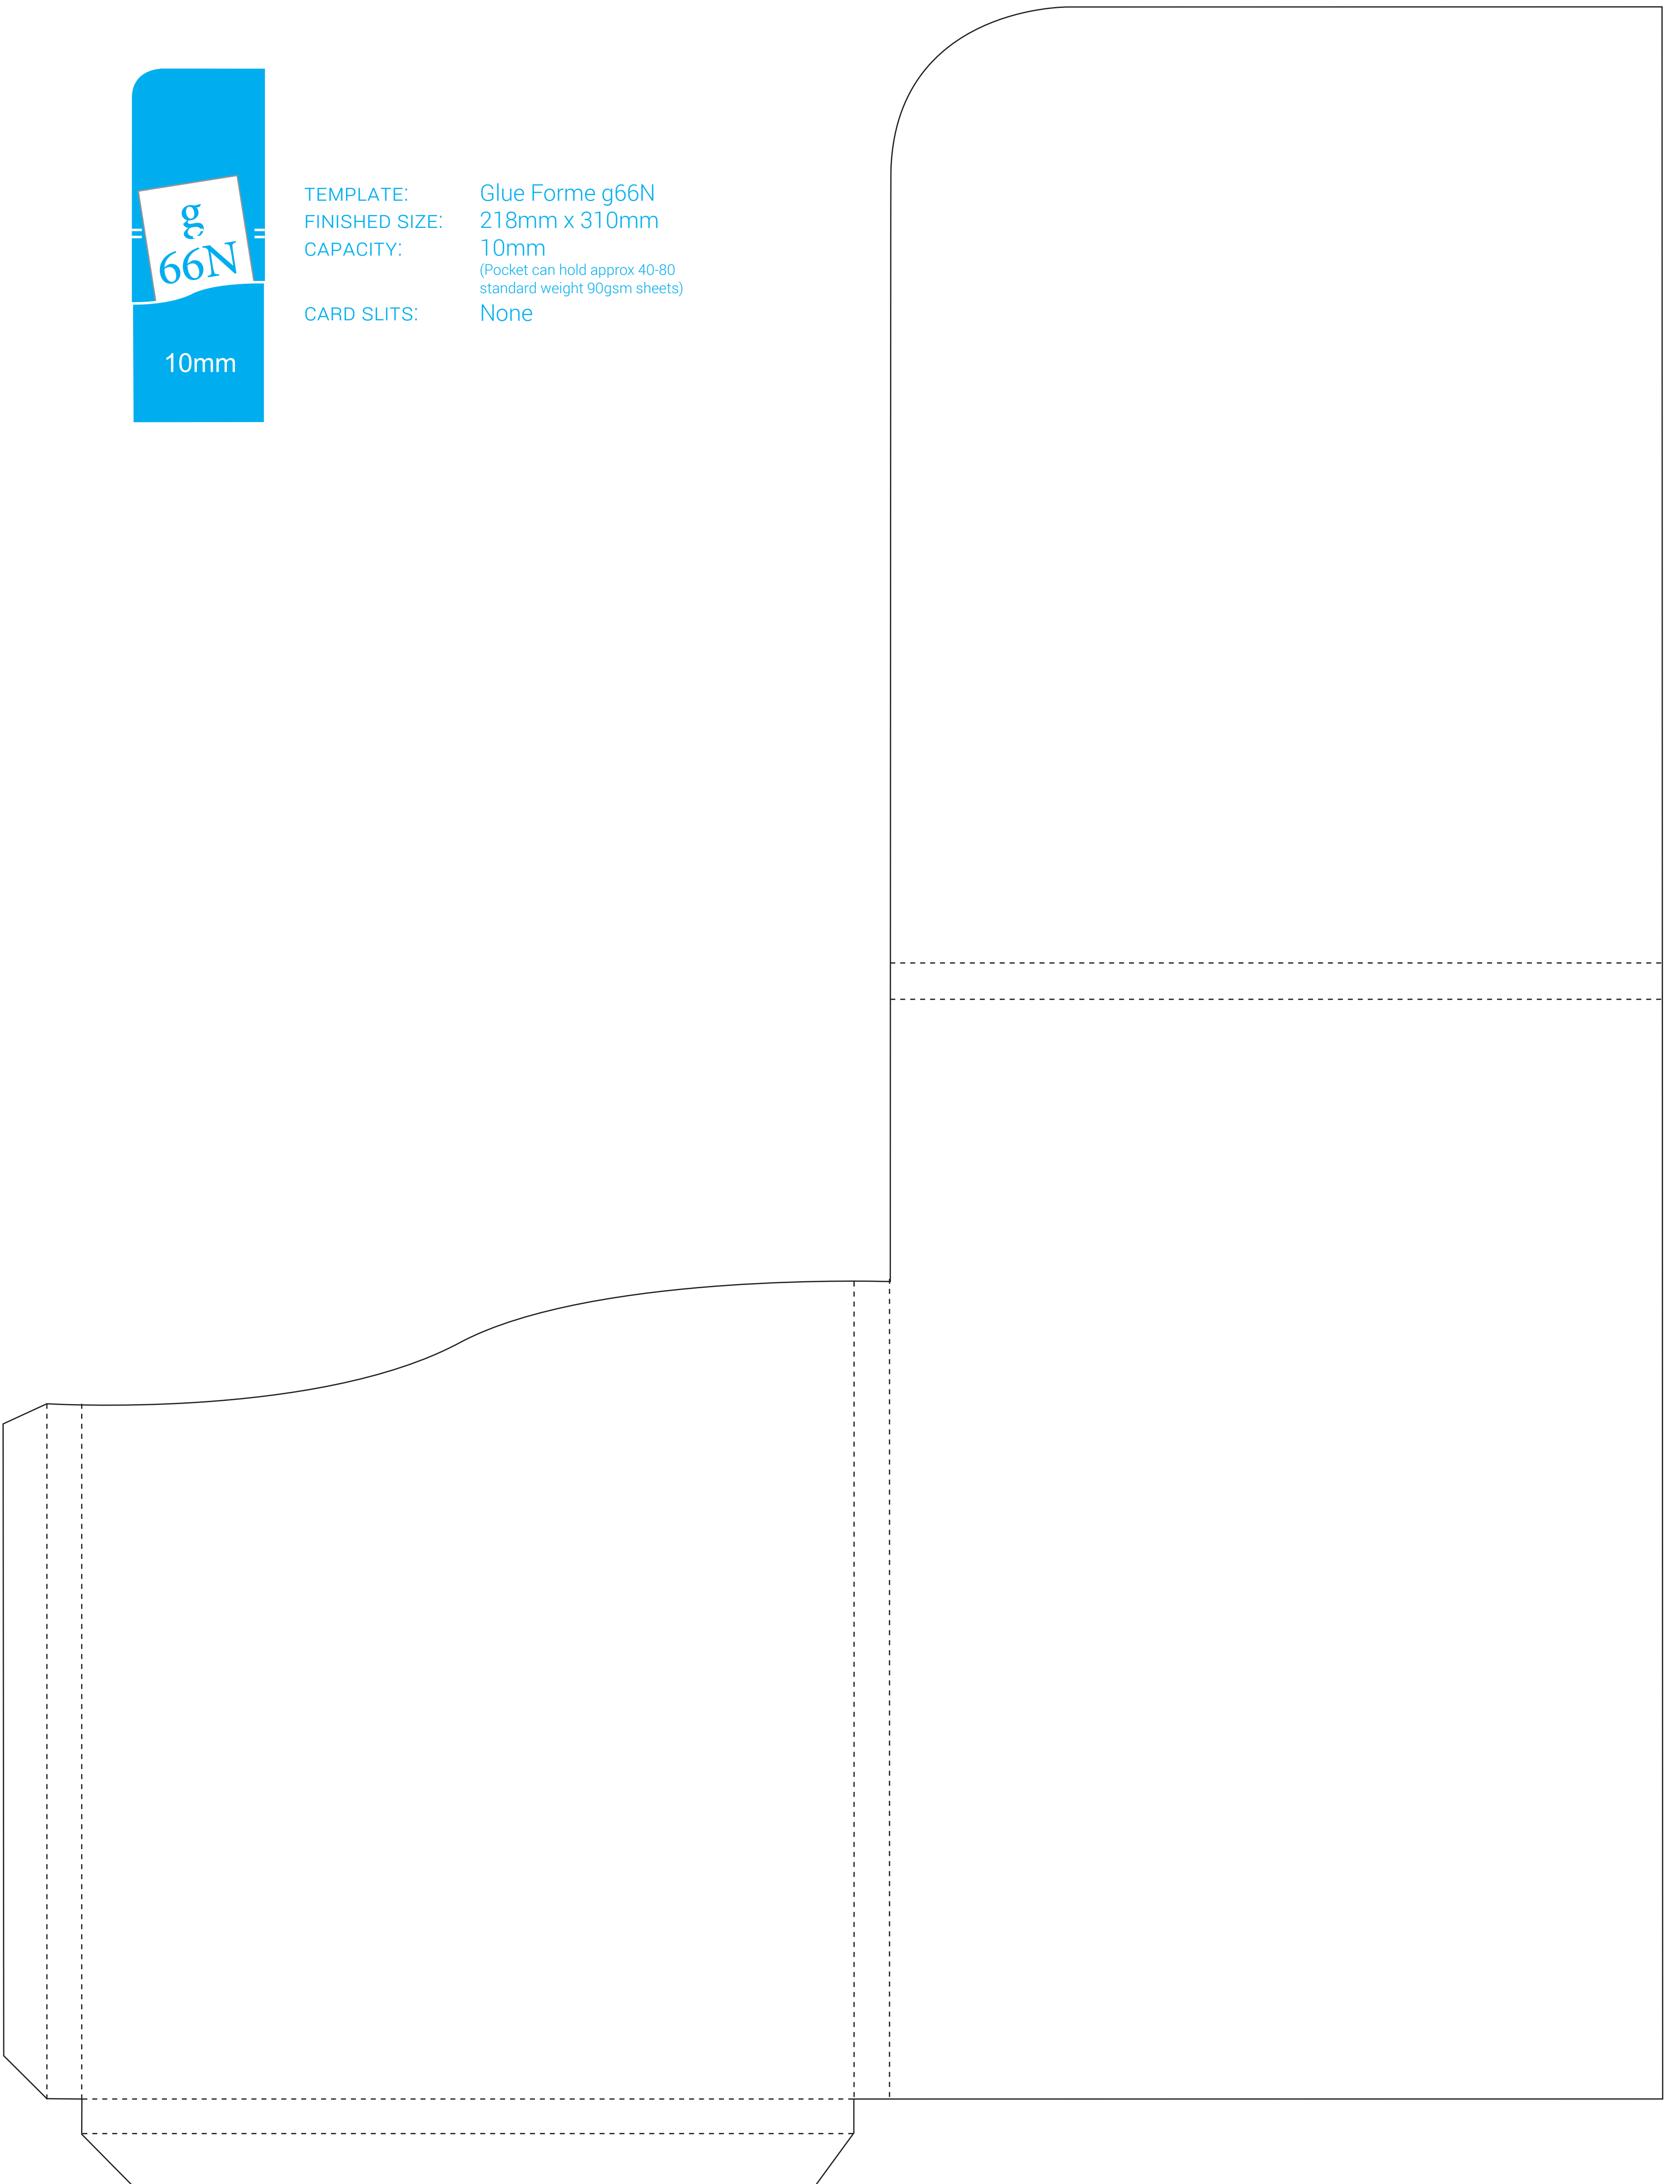 g
66N
10mm
TEMPLATE: Glue Forme g66N
FINISHED SIZE: 218mm x 310mm
CAPACITY: 10mm
(Pocket can hold approx 40-80
standard weight 90gsm sheets)
CARD SLITS: None